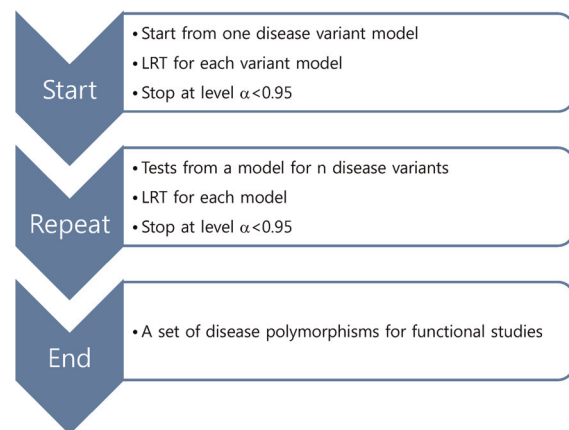 Start
• Start from one disease variant model
• LRT for each variant model
• Stop at level α<0.95
Repeat
• Tests from a model for n disease variants
• LRT for each model
• Stop at level α<0.95
End
• A set of disease polymorphisms for functional studies